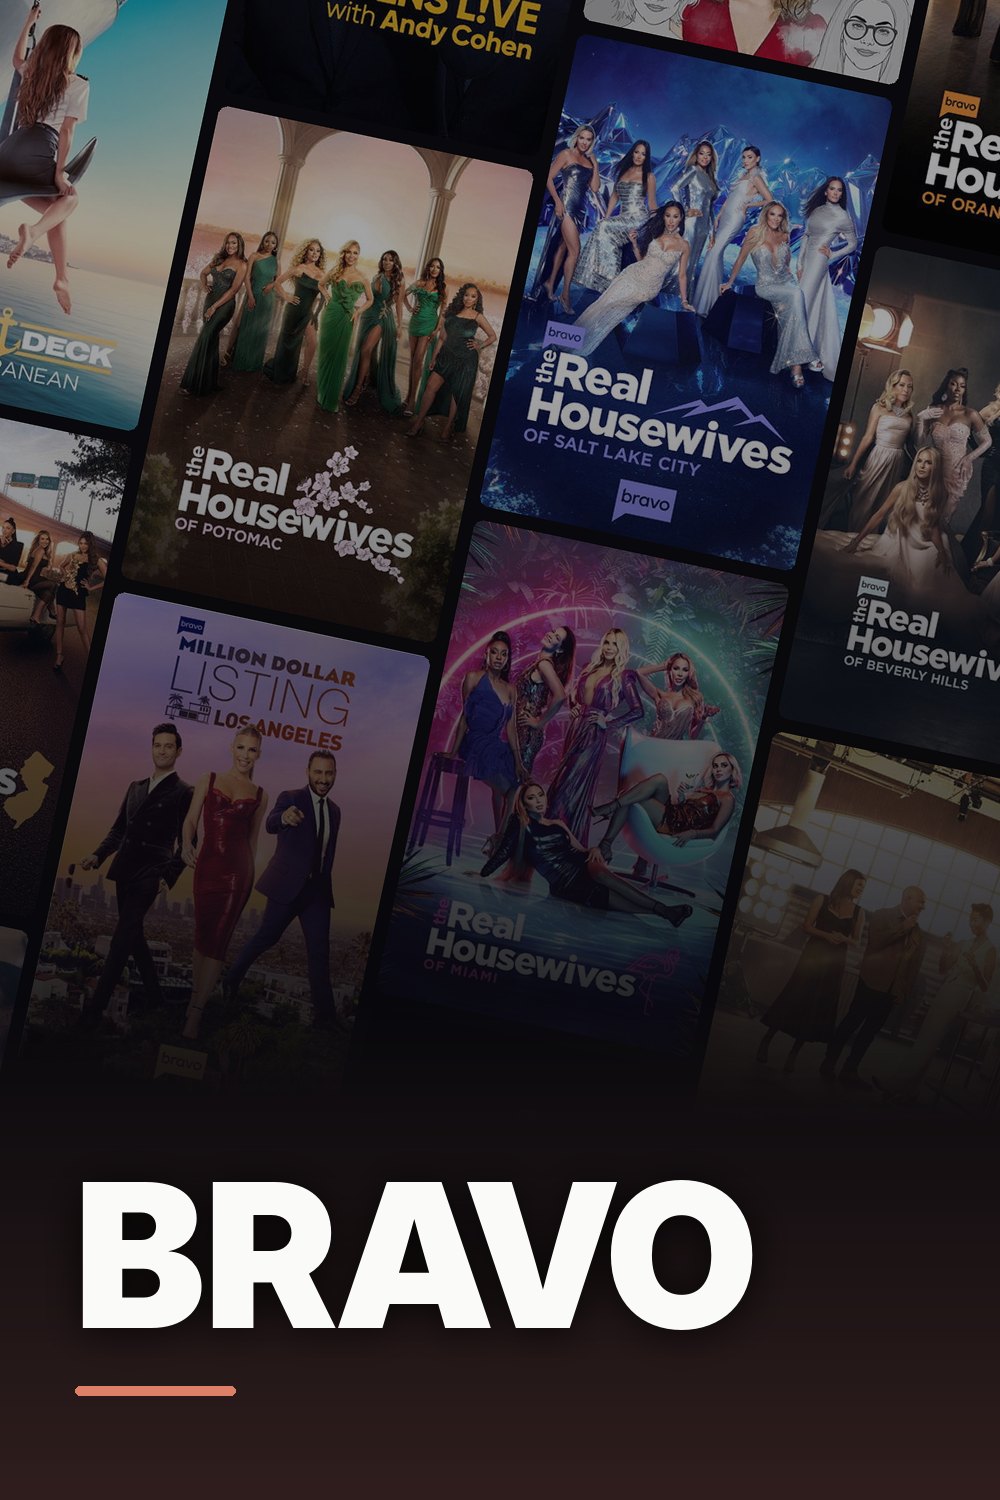 L!VE
with Andy Cohen
bravo
the Re
Hou
OF ORAN
DECK
ANEAN
bravo
the Real
Housewives
OF SALT LAKE CITY
bravo
the Real
Housewives
OF POTOMAC
bravo
the Real
Housewiv
OF BEVERLY HILLS
bravo
MILLION DOLLAR
LISTING
LOS ANGELES
bravo
s
the Real
Housewives
OF MIAMI
BRAVO